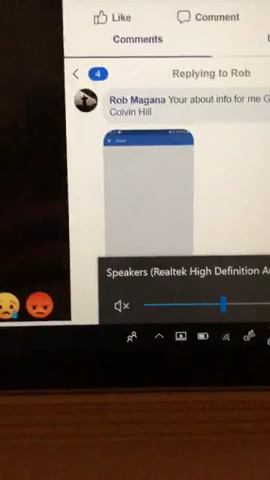 Like Comment
Comments
4 Replying to Rob
Rob Magana Your about info for me G
Colvin Hill
Speakers (Realtek High Definition Au